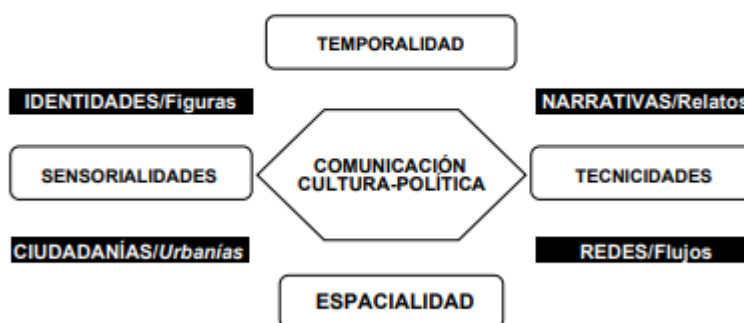 TEMPORALIDAD
IDENTIDADES/Figuras
NARRATIVAS/Relatos
SENSORIALIDADES
COMUNICACIÓN
CULTURA-POLÍTICA
TECNICIDADES
CIUDADANÍAS/Urbanías
REDES/Flujos
ESPACIALIDAD